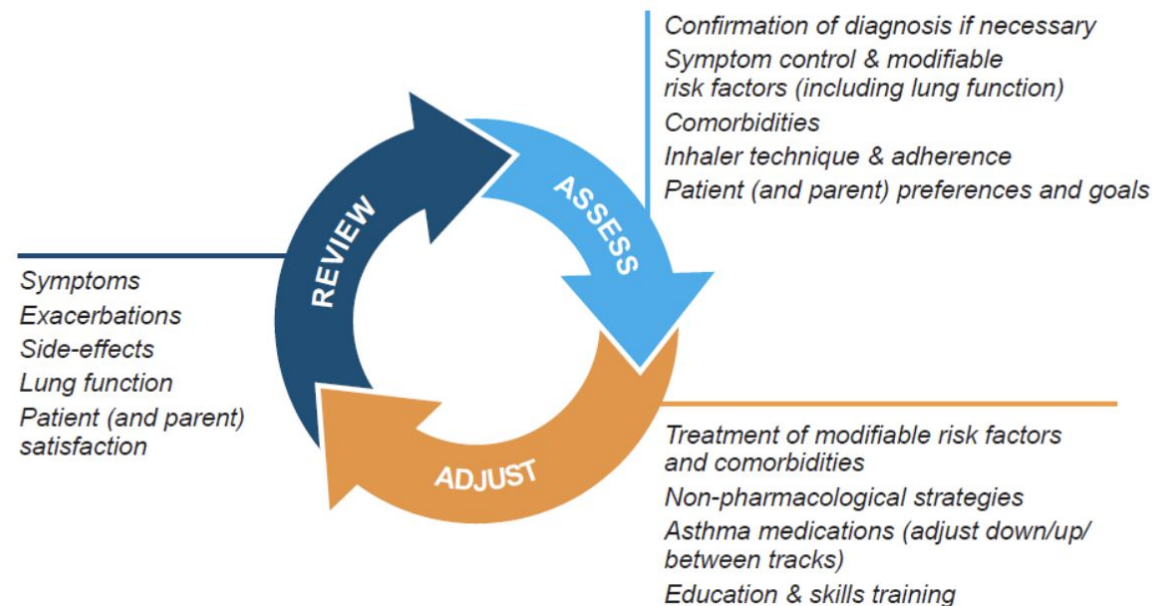 Confirmation of diagnosis if necessary
Symptom control & modifiable
risk factors (including lung function)
Comorbidities
Inhaler technique & adherence
Patient (and parent) preferences and goals
ASSESS
REVIEW
Symptoms
Exacerbations
Side-effects
Lung function
Patient (and parent)
satisfaction
ADJUST
Treatment of modifiable risk factors
and comorbidities
Non-pharmacological strategies
Asthma medications (adjust down/up/
between tracks)
Education & skills training